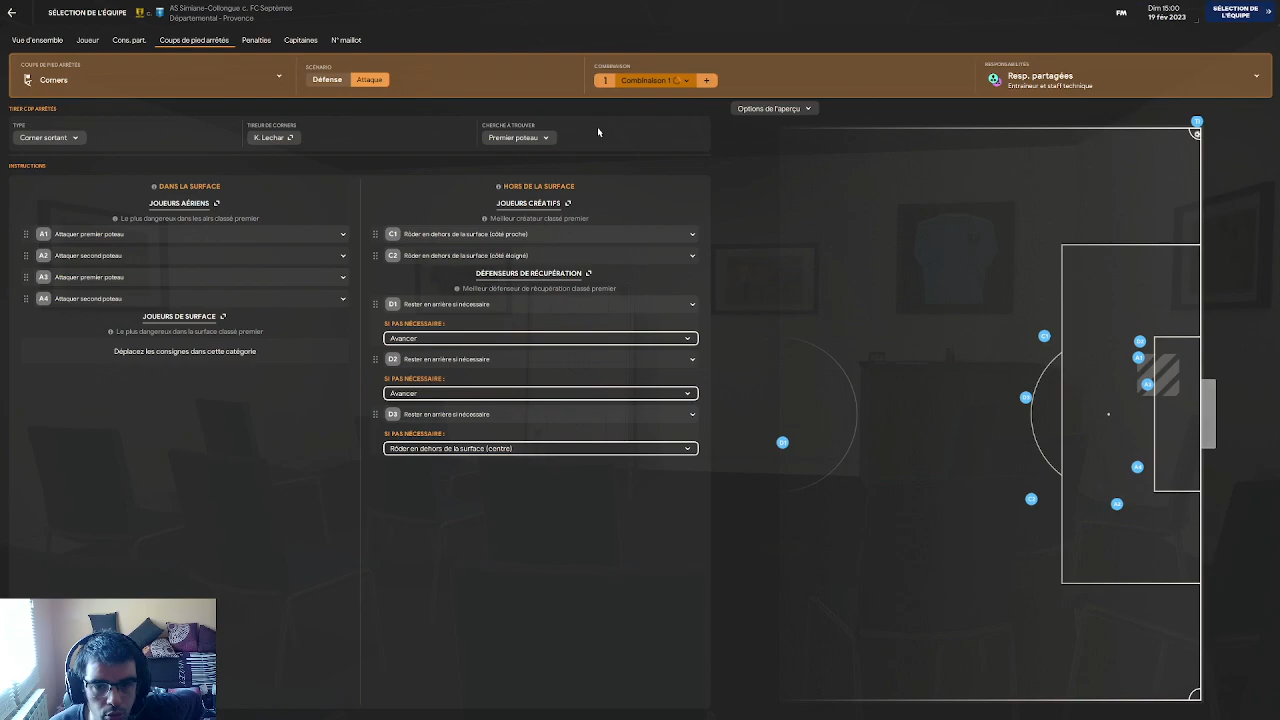 SÉLECTION DE L'ÉQUIPE
c.
AS Simiane-Collongue c. FC Septèmes
Départemental - Provence
FM
Dim 15:00
19 fév 2023
SÉLECTION DE
L'ÉQUIPE
Vue d'ensemble
Joueur
Cons. part.
Coups de pied arrêtés
Penalties
Capitaines
N° maillot
COUPS DE PIED ARRÊTÉS
Corners
SCÉNARIO
Défense
Attaque
COMBINAISON
1
Combinaison 1
+
RESPONSABILITÉS
Resp. partagées
Entraîneur et staff technique
TIRER CDP ARRÊTÉS
TYPE
Corner sortant
TIREUR DE CORNERS
K. Lechar
CHERCHE À TROUVER
Premier poteau
Options de l'aperçu
INSTRUCTIONS
DANS LA SURFACE
JOUEURS AÉRIENS
Le plus dangereux dans les airs classé premier
A1 Attaquer premier poteau
A2 Attaquer second poteau
A3 Attaquer premier poteau
A4 Attaquer second poteau
JOUEURS DE SURFACE
Le plus dangereux dans la surface classé premier
Déplacez les consignes dans cette catégorie
HORS DE LA SURFACE
JOUEURS CRÉATIFS
Meilleur créateur classé premier
C1 Rôder en dehors de la surface (côté proche)
C2 Rôder en dehors de la surface (côté éloigné)
DÉFENSEURS DE RÉCUPÉRATION
Meilleur défenseur de récupération classé premier
D1 Rester en arrière si nécessaire
SI PAS NÉCESSAIRE :
Avancer
D2 Rester en arrière si nécessaire
SI PAS NÉCESSAIRE :
Avancer
D3 Rester en arrière si nécessaire
SI PAS NÉCESSAIRE :
Rôder en dehors de la surface (centre)
C1
A1
D1
A4
C2
A2